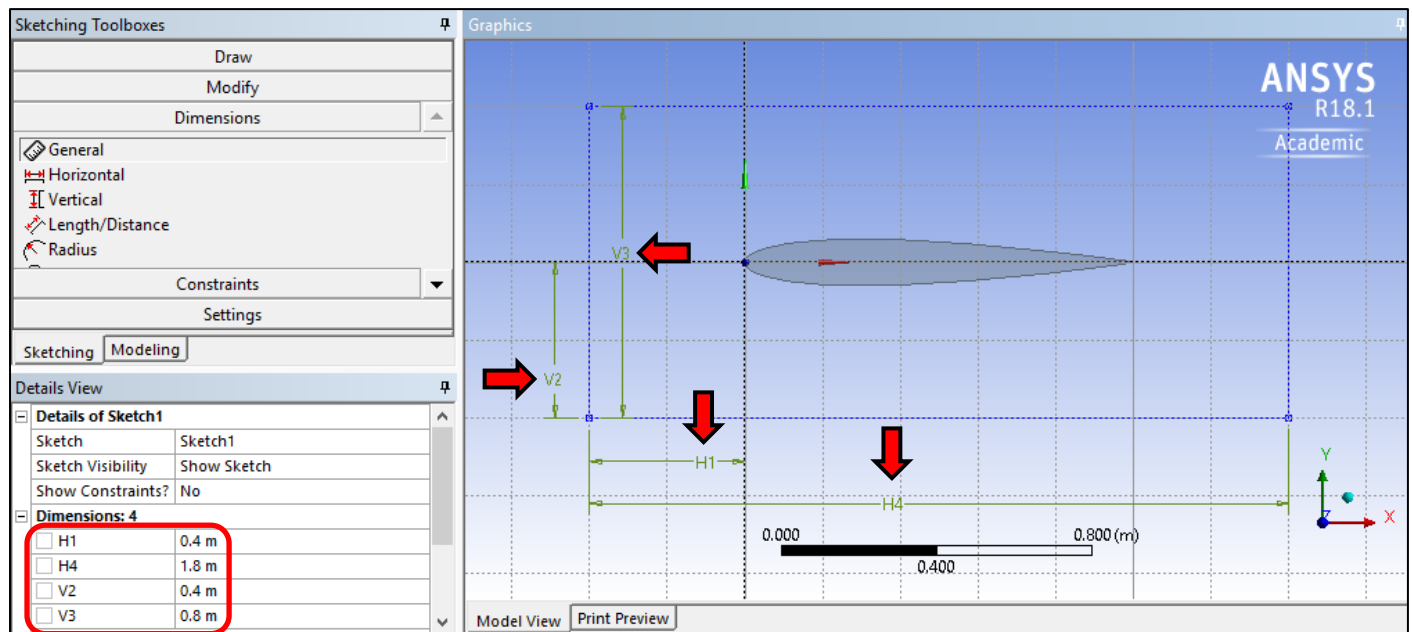 Sketching Toolboxes
Draw
Modify
Dimensions
General
Horizontal
Vertical
Length/Distance
Radius
Constraints
Settings
Sketching Modeling
Details View
Details of Sketch1
Sketch Sketch1
Sketch Visibility Show Sketch
Show Constraints? No
Dimensions: 4
H1 0.4 m
H4 1.8 m
V2 0.4 m
V3 0.8 m
Graphics
ANSYS
R18.1
Academic
V3
V2
H1
H4
0.000 0.800 (m)
0.400
Y
Z X
Model View Print Preview